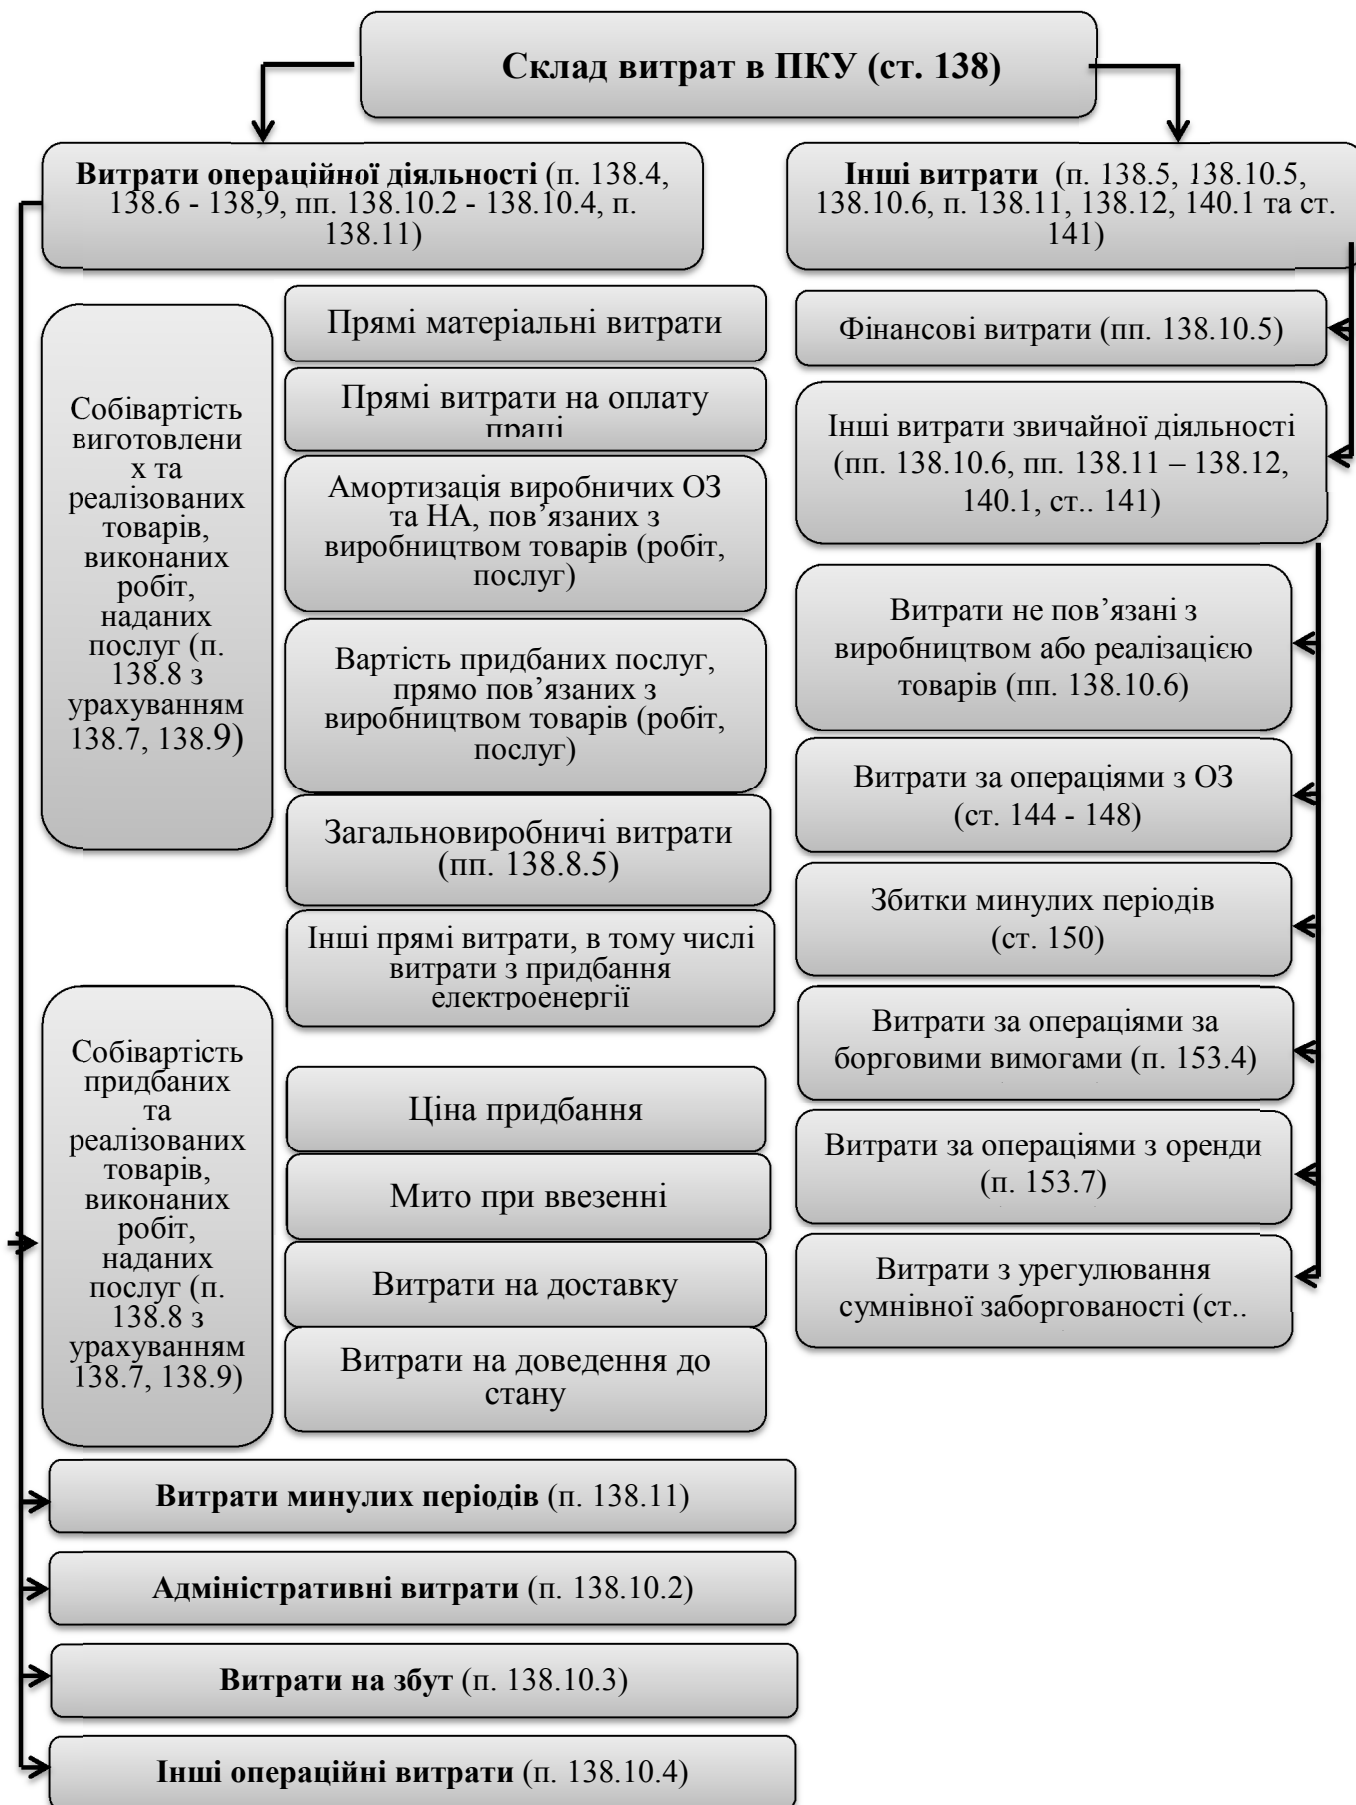 Склад витрат в ПКУ (ст. 138)
Витрати операційної діяльності (п. 138.4,
138.6 - 138,9, пп. 138.10.2 - 138.10.4, п.
138.11)
Собівартість
виготовлени
х та
реалізованих
товарів,
виконаних
робіт,
наданих
послуг (п.
138.8 з
урахуванням
138.7, 138.9)
Прямі матеріальні витрати
Прямі витрати на оплату
праці
Амортизація виробничих ОЗ
та НА, пов’язаних з
виробництвом товарів (робіт,
послуг)
Вартість придбаних послуг,
прямо пов’язаних з
виробництвом товарів (робіт,
послуг)
Загальновиробничі витрати
(пп. 138.8.5)
Інші прямі витрати, в тому числі
витрати з придбання
електроенергії
Собівартість
придбаних
та
реалізованих
товарів,
виконаних
робіт,
наданих
послуг (п.
138.8 з
урахуванням
138.7, 138.9)
Ціна придбання
Мито при ввезенні
Витрати на доставку
Витрати на доведення до
стану
Витрати минулих періодів (п. 138.11)
Адміністративні витрати (п. 138.10.2)
Витрати на збут (п. 138.10.3)
Інші операційні витрати (п. 138.10.4)
Інші витрати (п. 138.5, 138.10.5,
138.10.6, п. 138.11, 138.12, 140.1 та ст.
141)
Фінансові витрати (пп. 138.10.5)
Інші витрати звичайної діяльності
(пп. 138.10.6, пп. 138.11 – 138.12,
140.1, ст.. 141)
Витрати не пов’язані з
виробництвом або реалізацією
товарів (пп. 138.10.6)
Витрати за операціями з ОЗ
(ст. 144 - 148)
Збитки минулих періодів
(ст. 150)
Витрати за операціями за
борговими вимогами (п. 153.4)
Витрати за операціями з оренди
(п. 153.7)
Витрати з урегулювання
сумнівної заборгованості (ст..